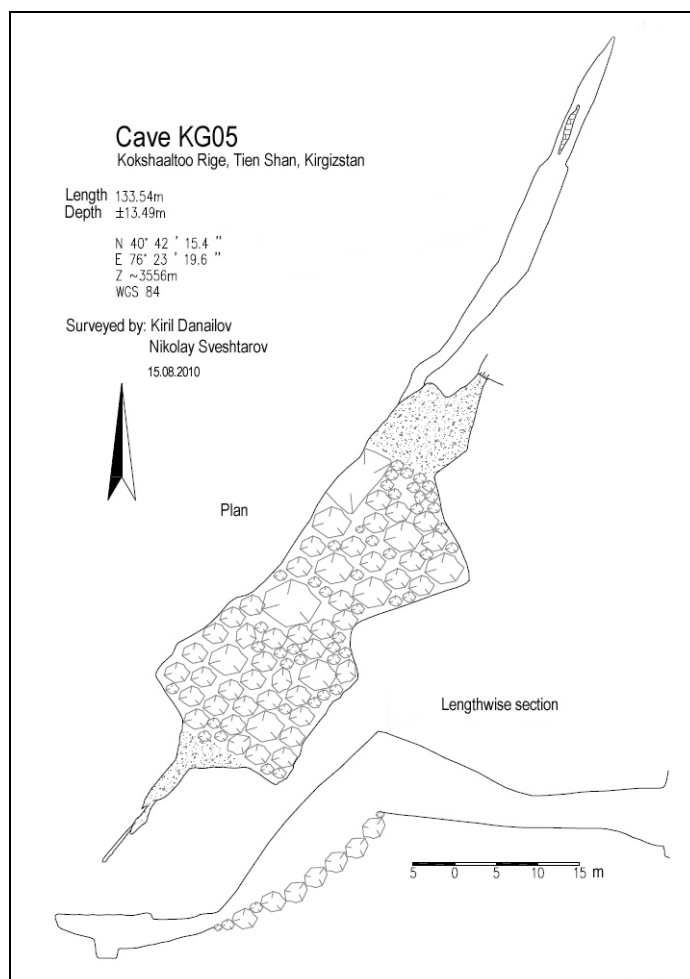 Cave KG05
Kokshaaltoo Rige, Tien Shan, Kirgizstan
Length 133.54m
Depth ±13.49m
N 40° 42 ' 15.4 "
E 76° 23 ' 19.6 "
Z ~3556m
WGS 84
Surveyed by: Kiril Danailov
Nikolay Sveshtarov
15.08.2010
Plan
Lengthwise section
5 0 5 10 15 m